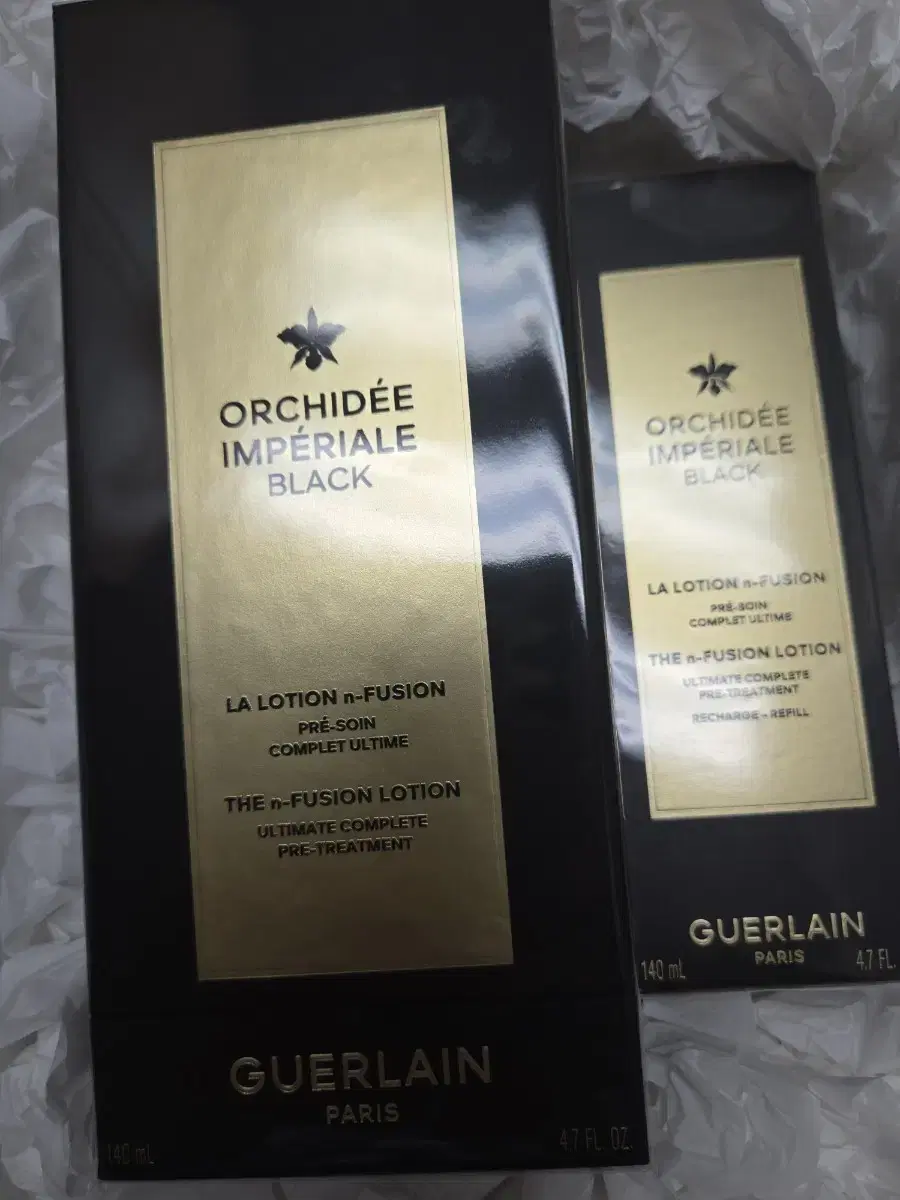 ORCHIDÉE
IMPÉRIALE
BLACK
LA LOTION n-FUSION
PRÉ-SOIN
COMPLET ULTIME
THE n-FUSION LOTION
ULTIMATE COMPLETE
PRE-TREATMENT
GUERLAIN
PARIS
140 mL
4.7 FL. OZ.
ORCHIDÉE
IMPÉRIALE
BLACK
LA LOTION n-FUSION
PRÉ-SOIN
COMPLET ULTIME
THE n-FUSION LOTION
ULTIMATE COMPLETE
PRE-TREATMENT
RECHARGE - REFILL
GUERLAIN
PARIS
140 mL
4.7 FL.